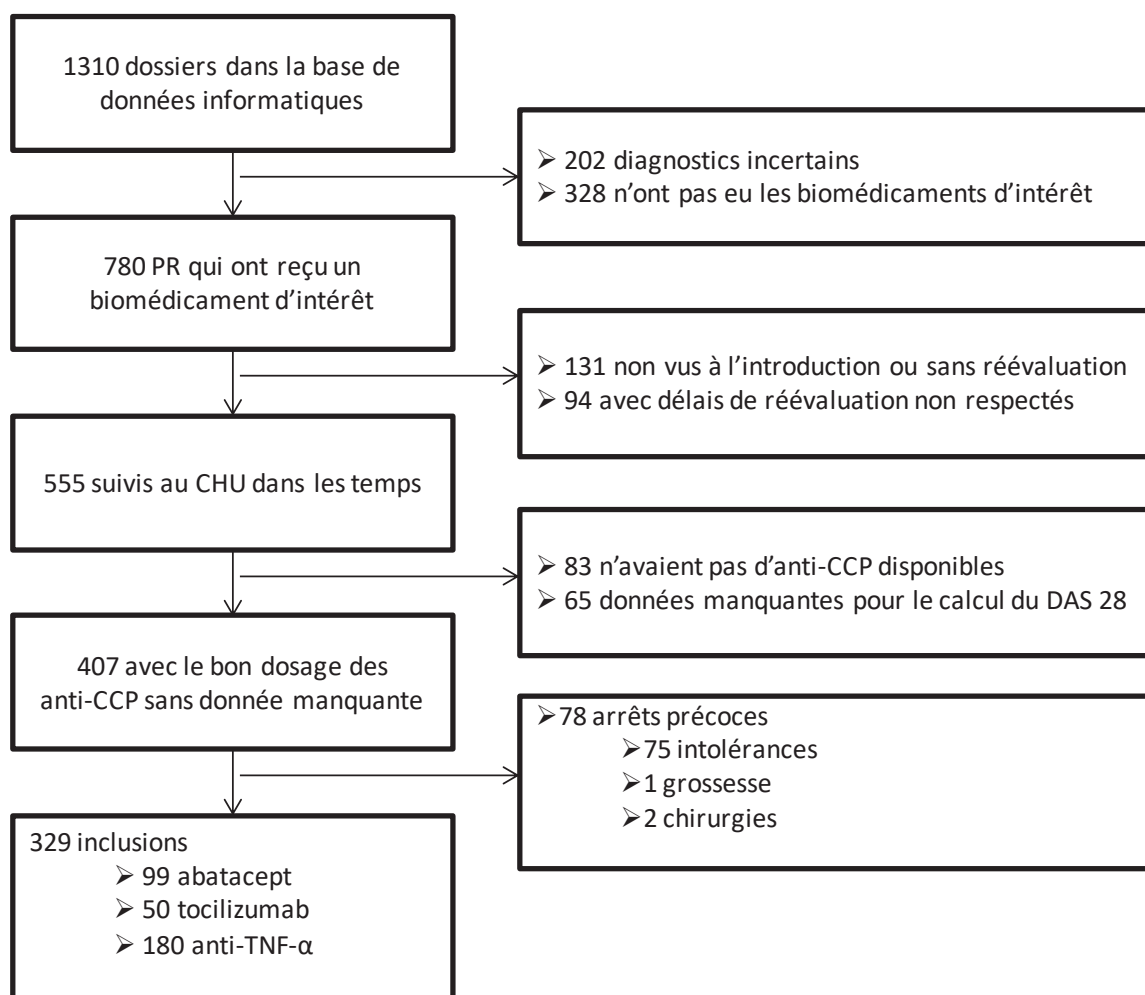 1310 dossiers dans la base de
données informatiques
➢ 202 diagnostics incertains
➢ 328 n’ont pas eu les biomédicaments d’intérêt
780 PR qui ont reçu un
biomédicament d’intérêt
➢ 131 non vus à l’introduction ou sans réévaluation
➢ 94 avec délais de réévaluation non respectés
555 suivis au CHU dans les temps
➢ 83 n’avaient pas d’anti-CCP disponibles
➢ 65 données manquantes pour le calcul du DAS 28
407 avec le bon dosage des
anti-CCP sans donnée manquante
➢78 arrêts précoces
➢75 intolérances
➢1 grossesse
➢2 chirurgies
329 inclusions
➢ 99 abatacept
➢ 50 tocilizumab
➢ 180 anti-TNF-α